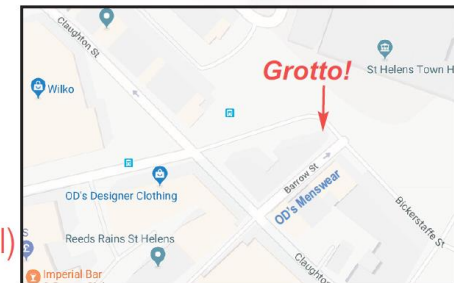 Claughton St
Grotto!
St Helens Town H
Wilko
Barrow St
OD's Designer Clothing
OD's Menswear
Bickerstaffe St
l)
Reeds Rains St Helens
S
Imperial Bar
Claughton